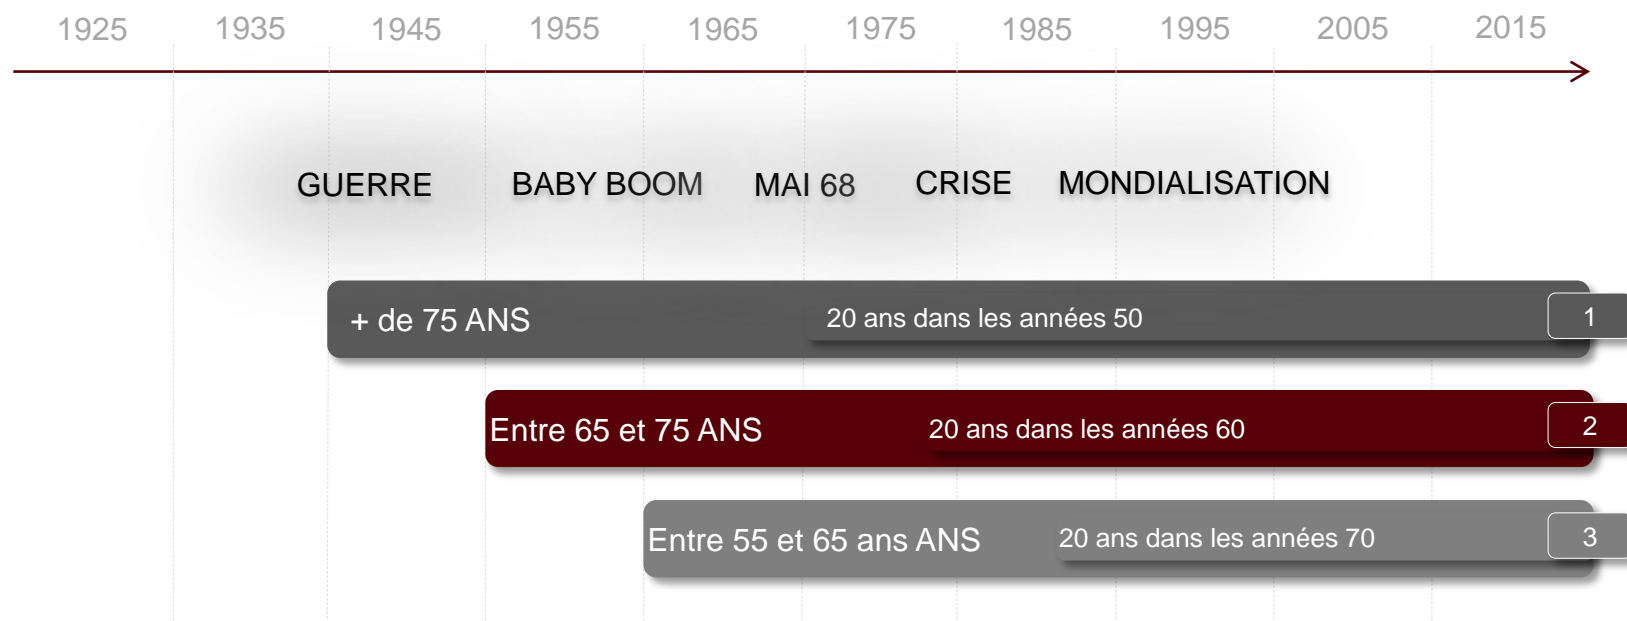 1925 1935 1945 1955 1965 1975 1985 1995 2005 2015
GUERRE BABY BOOM MAI 68 CRISE MONDIALISATION
+ de 75 ANS 20 ans dans les années 50 1
Entre 65 et 75 ANS 20 ans dans les années 60 2
Entre 55 et 65 ans ANS 20 ans dans les années 70 3